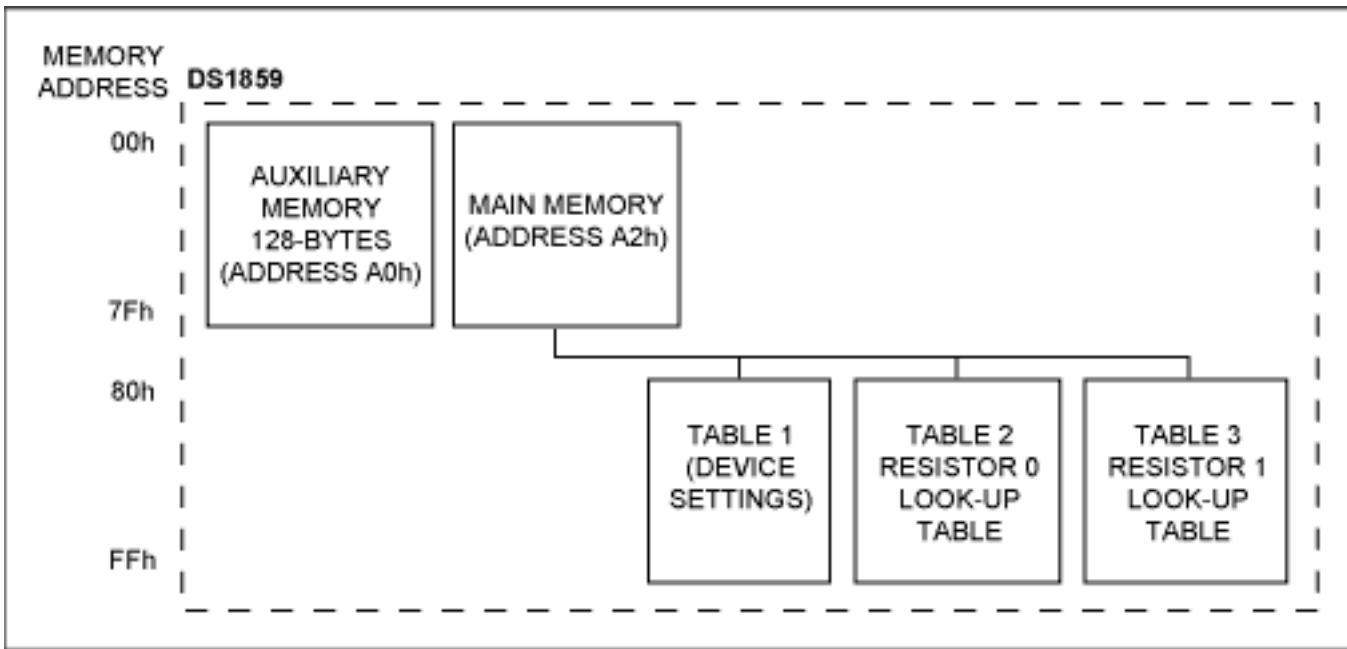 MEMORY
ADDRESS
DS1859
00h
7Fh
80h
FFh
AUXILIARY
MEMORY
128-BYTES
(ADDRESS A0h)
MAIN MEMORY
(ADDRESS A2h)
TABLE 1
(DEVICE
SETTINGS)
TABLE 2
RESISTOR 0
LOOK-UP
TABLE
TABLE 3
RESISTOR 1
LOOK-UP
TABLE